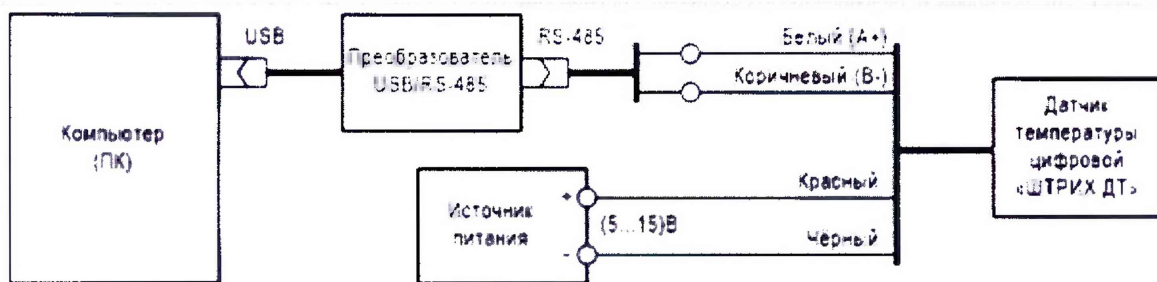 USB
RS-485
Белый (A+)
Преобразователь
USB/RS-485
Коричневый (B-)
Компьютер
(ПК)
Датчик
температуры
цифровой
«ШТРИХ ДТ»
Источник
питания
+
(5...15)В
-
Красный
Чёрный